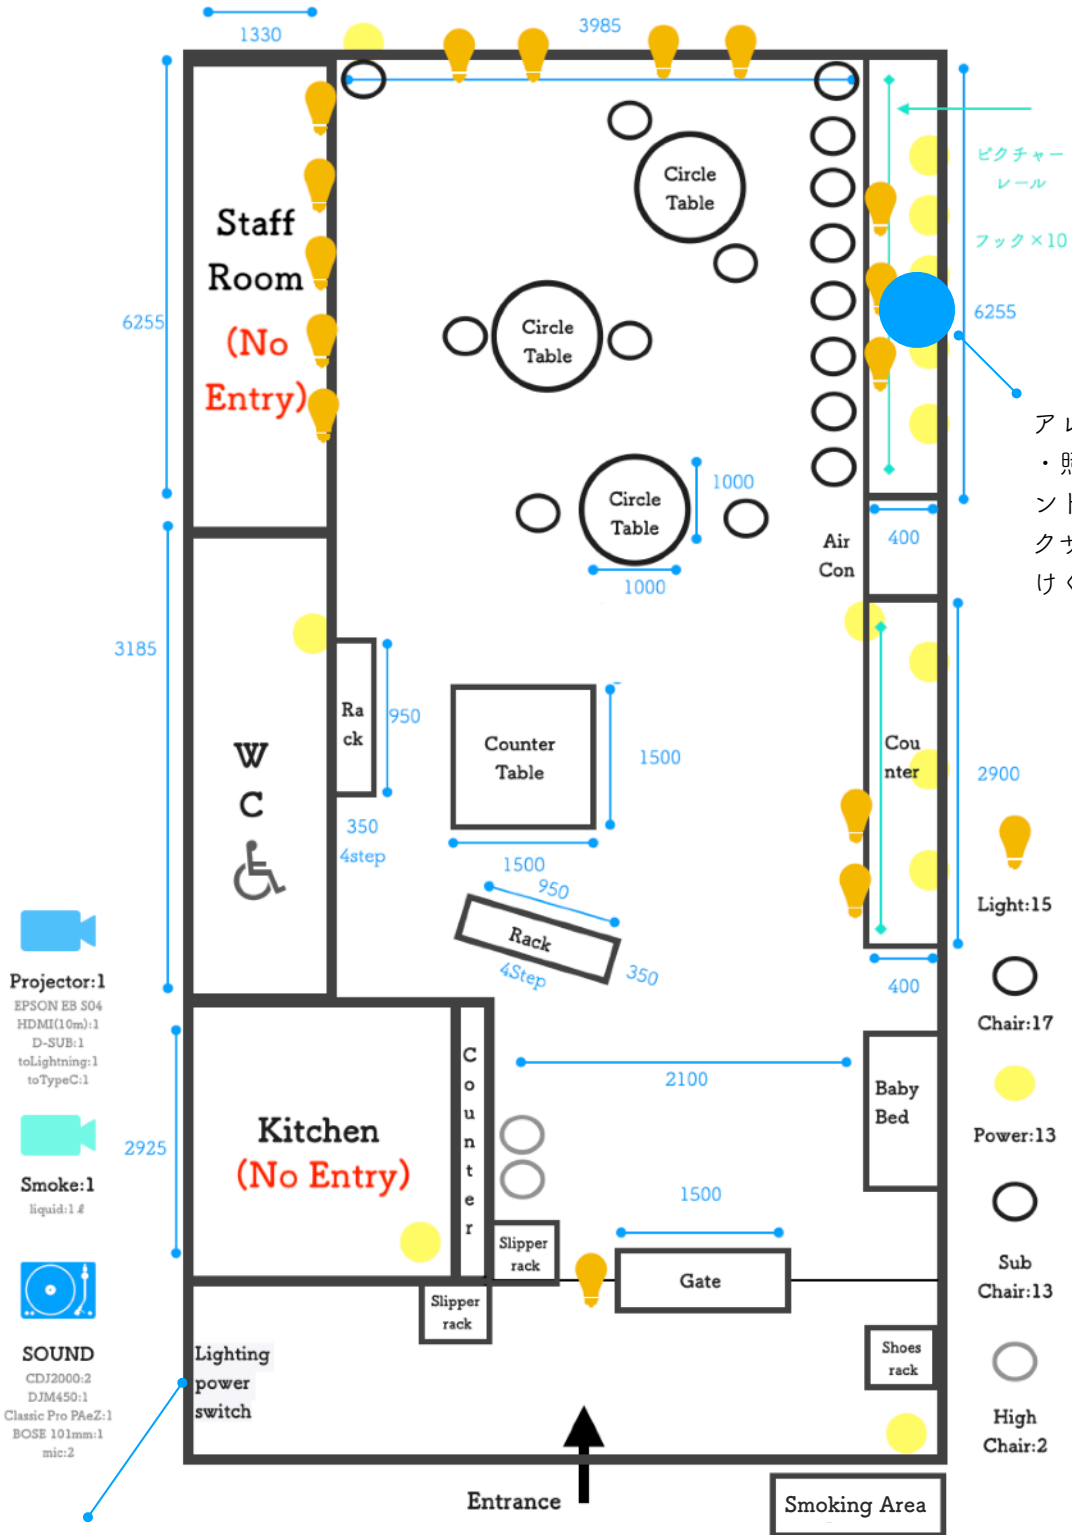 1330
3985
Staff
Room
(No
Entry)
6255
Circle
Table
Circle
Table
Circle
Table
1000
1000
ピクチャー
レール
フック×10
6255
400
Air
Con
3185
W
C
Ra
ck
950
350
4step
Counter
Table
1500
1500
950
Rack
4Step
350
Cou
nter
2900
400
Light:15
Chair:17
Power:13
Sub
Chair:13
High
Chair:2
Projector:1
EPSON EB S04
HDMI(10m):1
D-SUB:1
toLightning:1
toTypeC:1
Smoke:1
liquid:1ℓ
SOUND
CDJ2000:2
DJM450:1
Classic Pro PAeZ:1
BOSE 101mm:1
mic:2
2925
Kitchen
(No Entry)
Counter
2100
Baby
Bed
1500
Slipper
rack
Gate
Slipper
rack
Shoes
rack
Lighting
power
switch
Entrance
Smoking Area